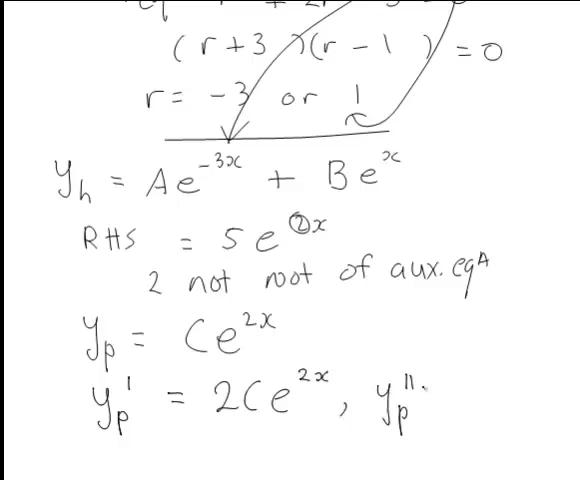 (r+3)(r-1) = 0
r = -3 or 1
y_h = Ae^{-3x} + Be^{x}
RHS = 5e^{2x}
2 not root of aux. eqⁿ
y_p = Ce^{2x}
y_p' = 2Ce^{2x}, y_p''